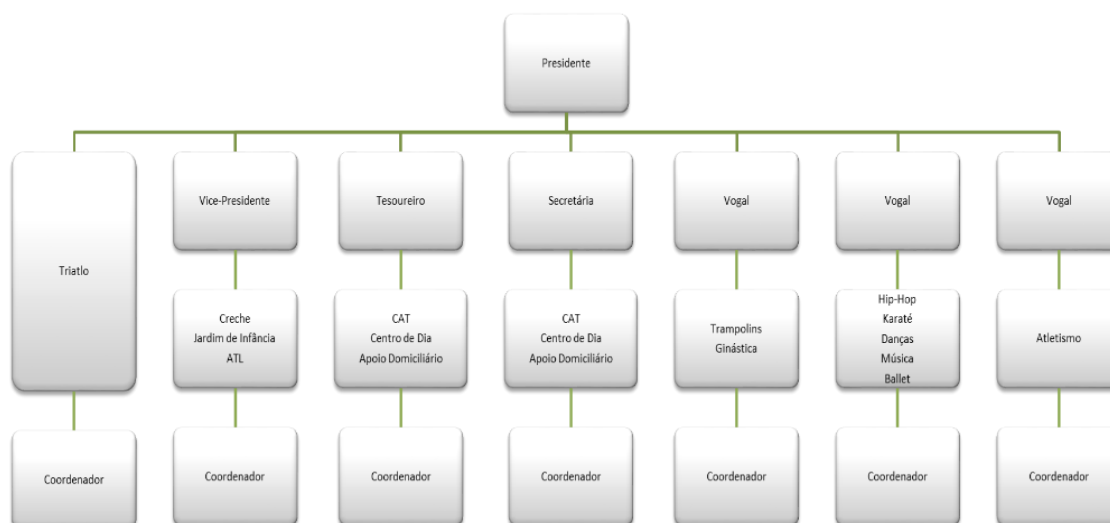 Presidente
Vice-Presidente
Tesoureiro
Secretária
Vogal
Vogal
Vogal
Triatlo
Creche
Jardim de Infância
ATL
CAT
Centro de Dia
Apoio Domiciliário
CAT
Centro de Dia
Apoio Domiciliário
Trampolins
Ginástica
Hip-Hop
Karaté
Danças
Música
Ballet
Atletismo
Coordenador
Coordenador
Coordenador
Coordenador
Coordenador
Coordenador
Coordenador